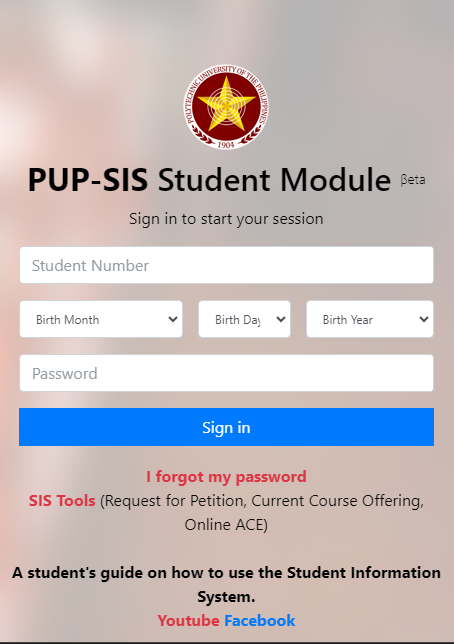 POLYTECHNIC UNIVERSITY OF THE PHILIPPINES
1904
PUP-SIS Student Module βeta
Sign in to start your session
Student Number
Birth Month Birth Day Birth Year
Password
Sign in
I forgot my password
SIS Tools (Request for Petition, Current Course Offering,
Online ACE)
A student's guide on how to use the Student Information
System.
Youtube Facebook